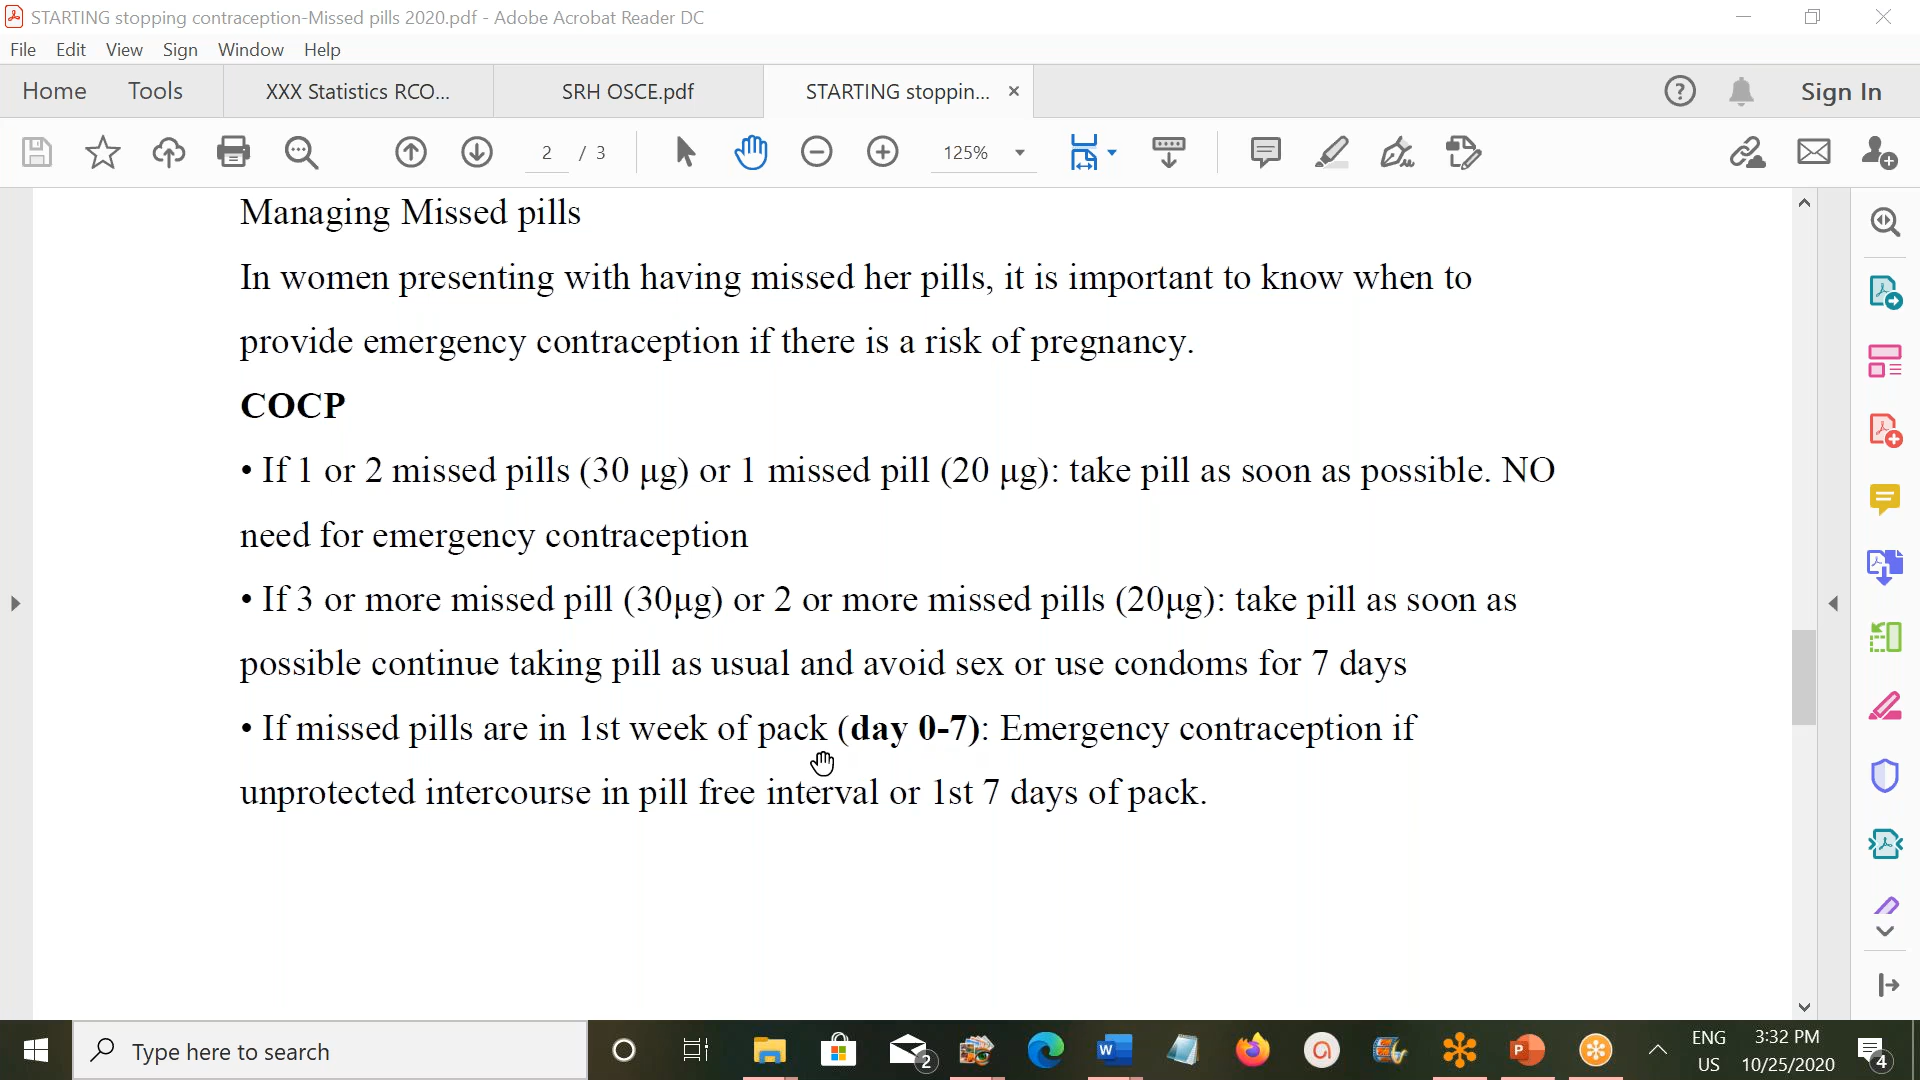 STARTING stopping contraception-Missed pills 2020.pdf - Adobe Acrobat Reader DC
File Edit View Sign Window Help
Home Tools XXX Statistics RCO... SRH OSCE.pdf STARTING stoppin... × Sign In
2 / 3 125%
Managing Missed pills
In women presenting with having missed her pills, it is important to know when to
provide emergency contraception if there is a risk of pregnancy.
COCP
• If 1 or 2 missed pills (30 µg) or 1 missed pill (20 µg): take pill as soon as possible. NO
need for emergency contraception
• If 3 or more missed pill (30µg) or 2 or more missed pills (20µg): take pill as soon as
possible continue taking pill as usual and avoid sex or use condoms for 7 days
• If missed pills are in 1st week of pack (day 0-7): Emergency contraception if
unprotected intercourse in pill free interval or 1st 7 days of pack.
Type here to search
2
ENG 3:32 PM
US 10/25/2020 4